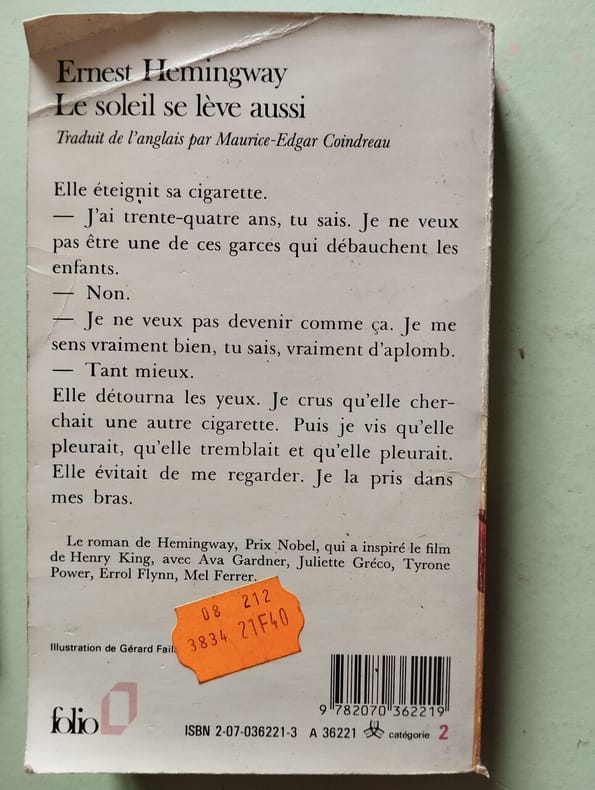 Ernest Hemingway
Le soleil se lève aussi
Traduit de l'anglais par Maurice-Edgar Coindreau
Elle éteignit sa cigarette.
— J'ai trente-quatre ans, tu sais. Je ne veux
pas être une de ces garces qui débauchent les
enfants.
— Non.
— Je ne veux pas devenir comme ça. Je me
sens vraiment bien, tu sais, vraiment d'aplomb.
— Tant mieux.
Elle détourna les yeux. Je crus qu'elle cher-
chait une autre cigarette. Puis je vis qu'elle
pleurait, qu'elle tremblait et qu'elle pleurait.
Elle évitait de me regarder. Je la pris dans
mes bras.
Le roman de Hemingway, Prix Nobel, qui a inspiré le film
de Henry King, avec Ava Gardner, Juliette Gréco, Tyrone
Power, Errol Flynn, Mel Ferrer.
08 212
3834 21F40
Illustration de Gérard
9 782070 362219
folio
ISBN 2-07-036221-3 A 36221 catégorie 2